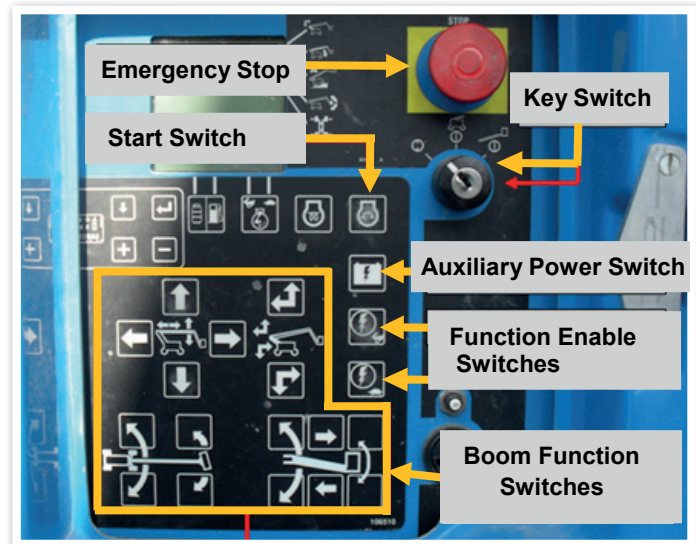 STOP
Emergency Stop
Key Switch
Start Switch
Auxiliary Power Switch
Function Enable
Switches
Boom Function
Switches
106510